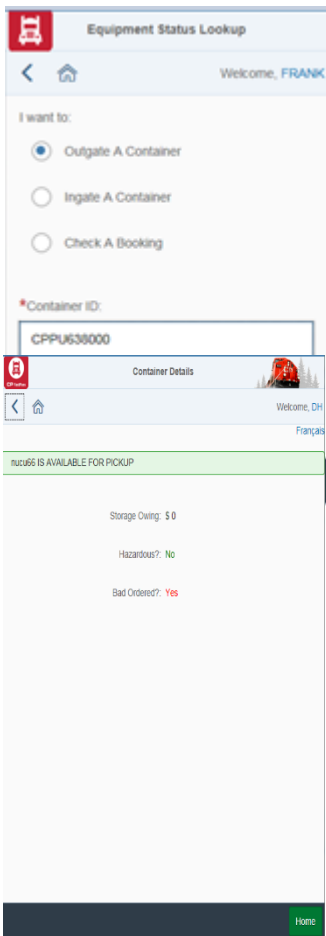 Equipment Status Lookup
Welcome, FRANK
I want to:
Outgate A Container
Ingate A Container
Check A Booking
*Container ID:
CPPU638000
Container Details
Welcome, DH
Français
nucu66 IS AVAILABLE FOR PICKUP
Storage Owing: $ 0
Hazardous?: No
Bad Ordered?: Yes
Home